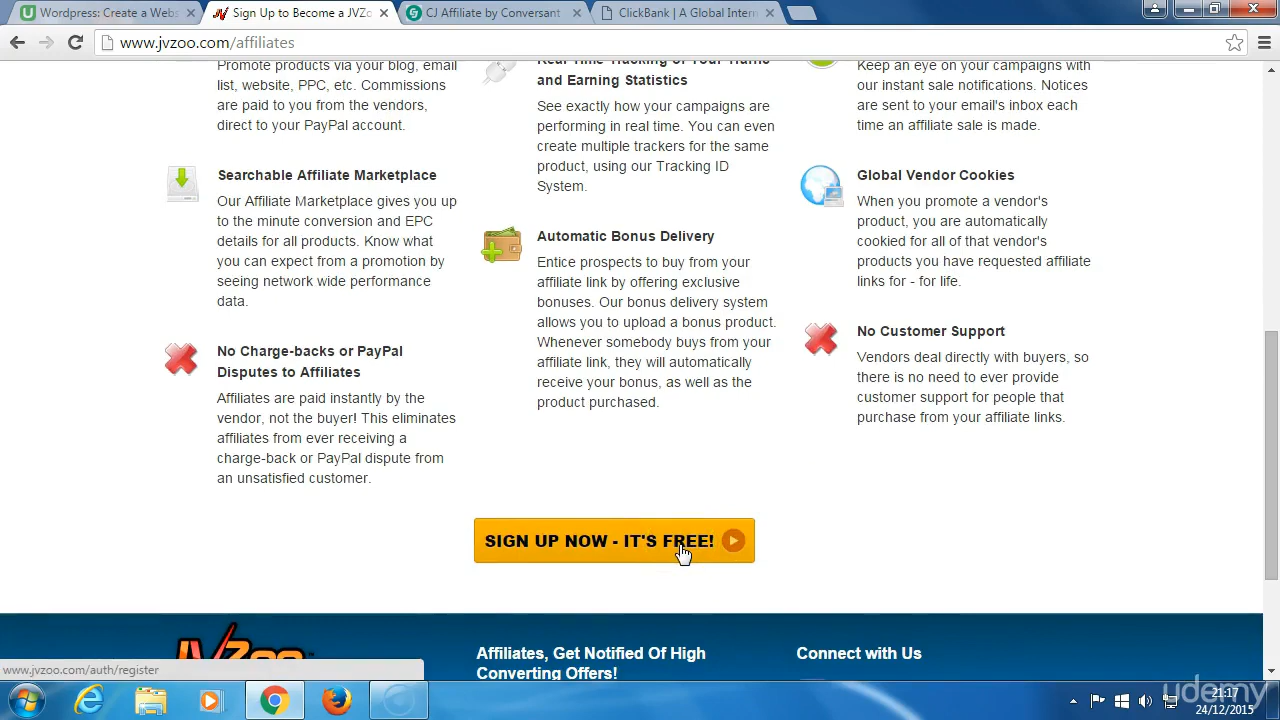 Wordpress: Create a Webs
Sign Up to Become a JVZo
CJ Affiliate by Conversant
ClickBank | A Global Intern
www.jvzoo.com/affiliates
Promote products via your blog, email
list, website, PPC, etc. Commissions
are paid to you from the vendors,
direct to your PayPal account.
Searchable Affiliate Marketplace
Our Affiliate Marketplace gives you up
to the minute conversion and EPC
details for all products. Know what
you can expect from a promotion by
seeing network wide performance
data.
No Charge-backs or PayPal
Disputes to Affiliates
Affiliates are paid instantly by the
vendor, not the buyer! This eliminates
affiliates from ever receiving a
charge-back or PayPal dispute from
an unsatisfied customer.
Real Time Tracking of Your Traffic
and Earning Statistics
See exactly how your campaigns are
performing in real time. You can even
create multiple trackers for the same
product, using our Tracking ID
System.
Automatic Bonus Delivery
Entice prospects to buy from your
affiliate link by offering exclusive
bonuses. Our bonus delivery system
allows you to upload a bonus product.
Whenever somebody buys from your
affiliate link, they will automatically
receive your bonus, as well as the
product purchased.
Keep an eye on your campaigns with
our instant sale notifications. Notices
are sent to your email's inbox each
time an affiliate sale is made.
Global Vendor Cookies
When you promote a vendor's
product, you are automatically
cookied for all of that vendor's
products you have requested affiliate
links for - for life.
No Customer Support
Vendors deal directly with buyers, so
there is no need to ever provide
customer support for people that
purchase from your affiliate links.
SIGN UP NOW - IT'S FREE!
JVZoo
Affiliates, Get Notified Of High
Converting Offers!
Connect with Us
www.jvzoo.com/auth/register
udemy
21:17
24/12/2015